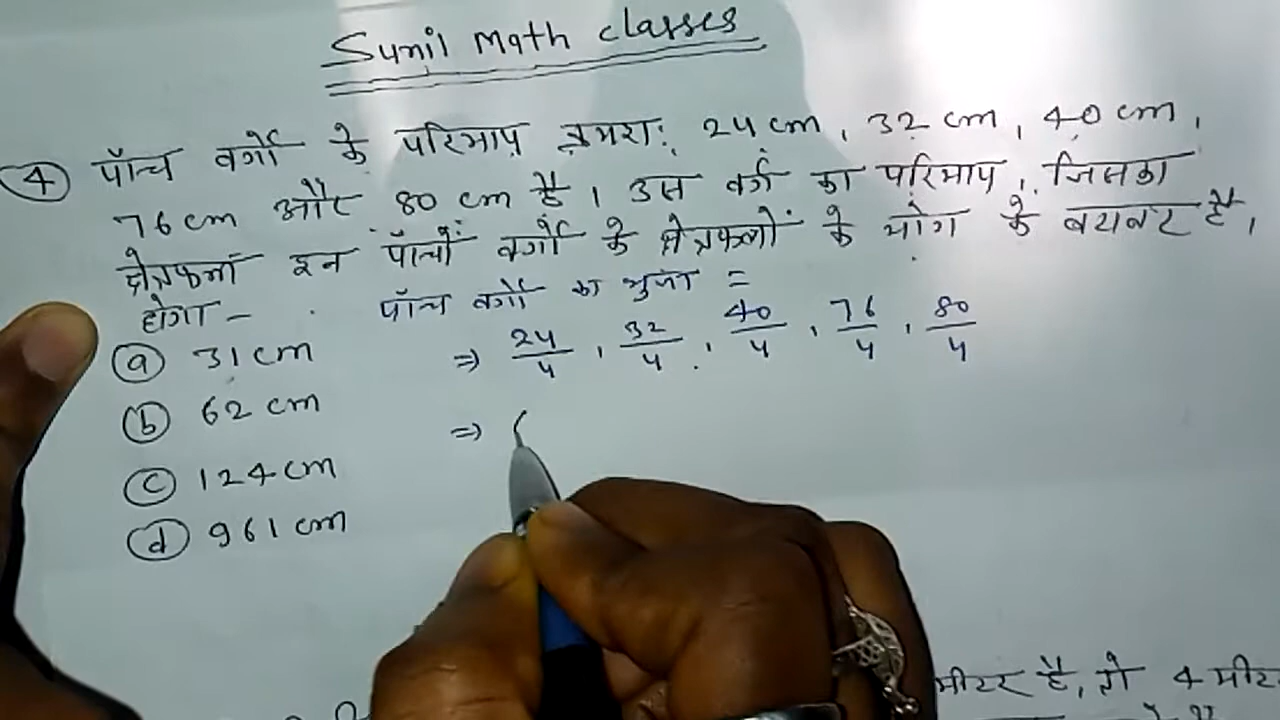 Sunil Math classes
④ पाँच वर्गों के परिमाप क्रमशः 24 cm, 32 cm, 40 cm,
76 cm और 80 cm है। उस वर्ग का परिमाप, जिसका
क्षेत्रफल इन पाँचों वर्गों के क्षेत्रफलों के योग के बराबर है,
होगा - पाँच वर्गों का भुजा =
ⓐ 31 cm ⇒ 24/4, 32/4, 40/4, 76/4, 80/4
ⓑ 62 cm ⇒
ⓒ 124 cm
ⓓ 961 cm
मीटर है, तो 4 मीटर